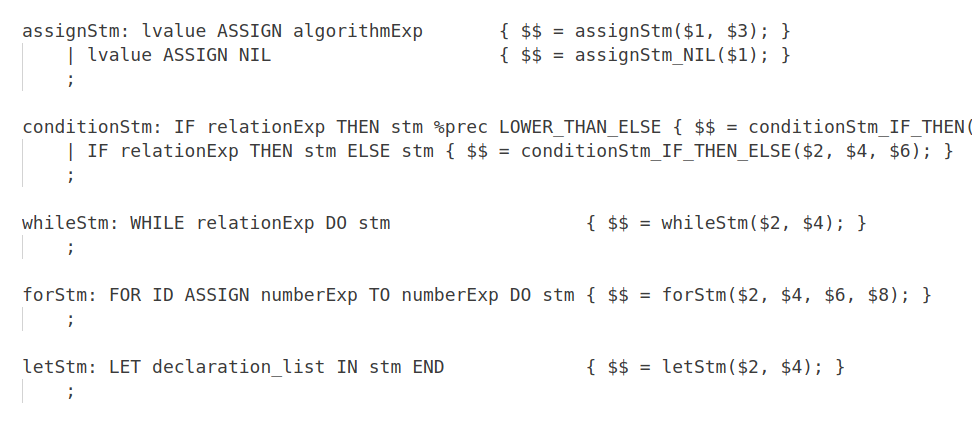 assignStm: lvalue ASSIGN algorithmExp { $$ = assignStm($1, $3); }
| lvalue ASSIGN NIL { $$ = assignStm_NIL($1); }
;
conditionStm: IF relationExp THEN stm %prec LOWER_THAN_ELSE { $$ = conditionStm_IF_THEN(
| IF relationExp THEN stm ELSE stm { $$ = conditionStm_IF_THEN_ELSE($2, $4, $6); }
;
whileStm: WHILE relationExp DO stm { $$ = whileStm($2, $4); }
;
forStm: FOR ID ASSIGN numberExp TO numberExp DO stm { $$ = forStm($2, $4, $6, $8); }
;
letStm: LET declaration_list IN stm END { $$ = letStm($2, $4); }
;